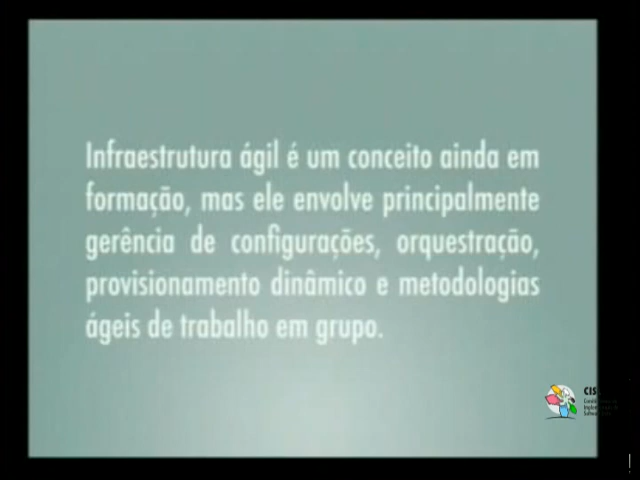 Infraestrutura ágil é um conceito ainda em
formação, mas ele envolve principalmente
gerência de configurações, orquestração,
provisionamento dinâmico e metodologias
ágeis de trabalho em grupo.
CIS